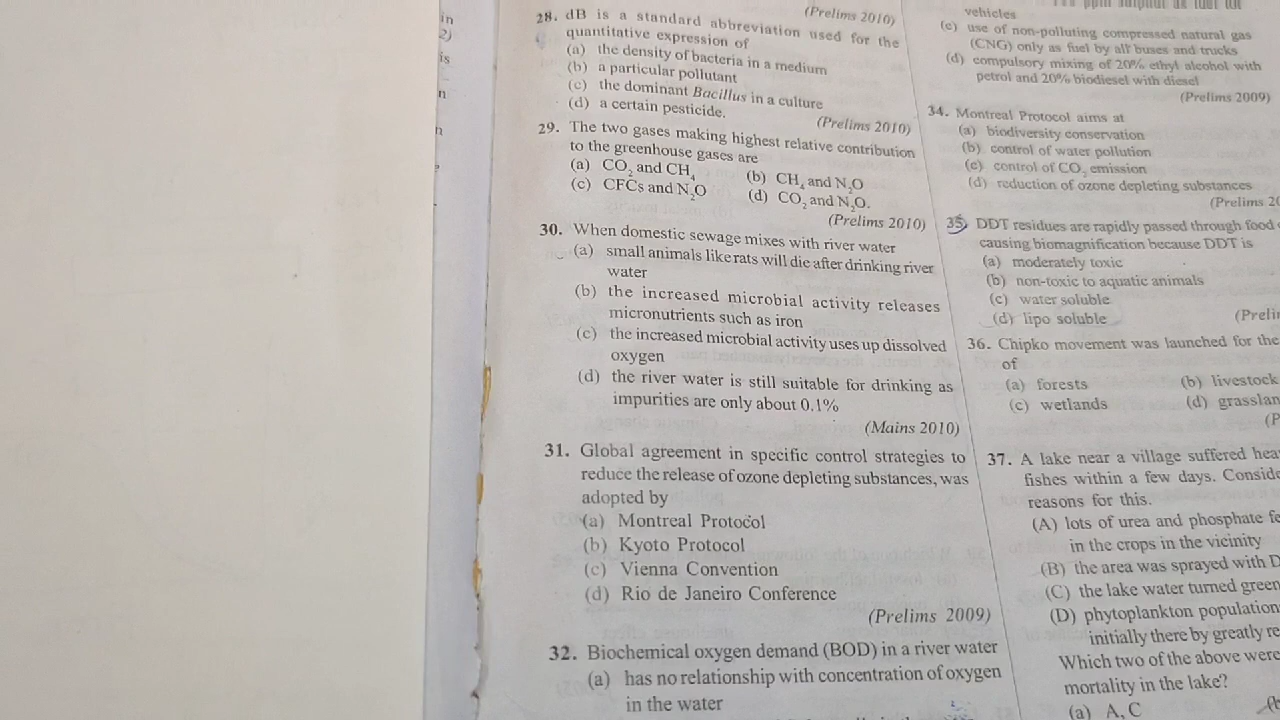 in
2)
is
n
n
(Prelims 2010)
28. dB is a standard abbreviation used for the
quantitative expression of
(a) the density of bacteria in a medium
(b) a particular pollutant
(c) the dominant Bacillus in a culture
(d) a certain pesticide.
(Prelims 2010)
29. The two gases making highest relative contribution
to the greenhouse gases are
(a) CO₂ and CH₄ (b) CH₄ and N₂O
(c) CFCs and N₂O (d) CO₂ and N₂O.
(Prelims 2010)
30. When domestic sewage mixes with river water
(a) small animals like rats will die after drinking river
water
(b) the increased microbial activity releases
micronutrients such as iron
(c) the increased microbial activity uses up dissolved
oxygen
(d) the river water is still suitable for drinking as
impurities are only about 0.1%
(Mains 2010)
31. Global agreement in specific control strategies to
reduce the release of ozone depleting substances, was
adopted by
(a) Montreal Protocol
(b) Kyoto Protocol
(c) Vienna Convention
(d) Rio de Janeiro Conference
(Prelims 2009)
32. Biochemical oxygen demand (BOD) in a river water
(a) has no relationship with concentration of oxygen
in the water
vehicles
(c) use of non-polluting compressed natural gas
(CNG) only as fuel by all buses and trucks
(d) compulsory mixing of 20% ethyl alcohol with
petrol and 20% biodiesel with diesel
(Prelims 2009)
34. Montreal Protocol aims at
(a) biodiversity conservation
(b) control of water pollution
(c) control of CO₂ emission
(d) reduction of ozone depleting substances
(Prelims 20
35. DDT residues are rapidly passed through food
causing biomagnification because DDT is
(a) moderately toxic
(b) non-toxic to aquatic animals
(c) water soluble
(d) lipo soluble
(Preli
36. Chipko movement was launched for the
of
(a) forests (b) livestock
(c) wetlands (d) grasslan
(P
37. A lake near a village suffered hea
fishes within a few days. Conside
reasons for this.
(A) lots of urea and phosphate fe
in the crops in the vicinity
(B) the area was sprayed with D
(C) the lake water turned green
(D) phytoplankton population
initially there by greatly re
Which two of the above were
mortality in the lake?
(a) A, C